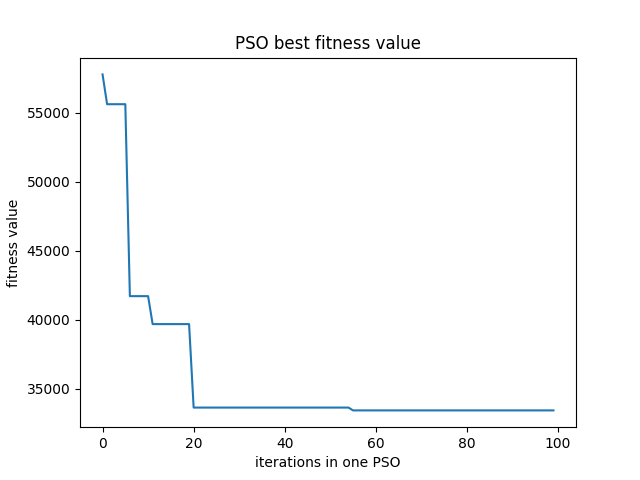 PSO best fitness value
fitness value
55000
50000
45000
40000
35000
0 20 40 60 80 100
iterations in one PSO